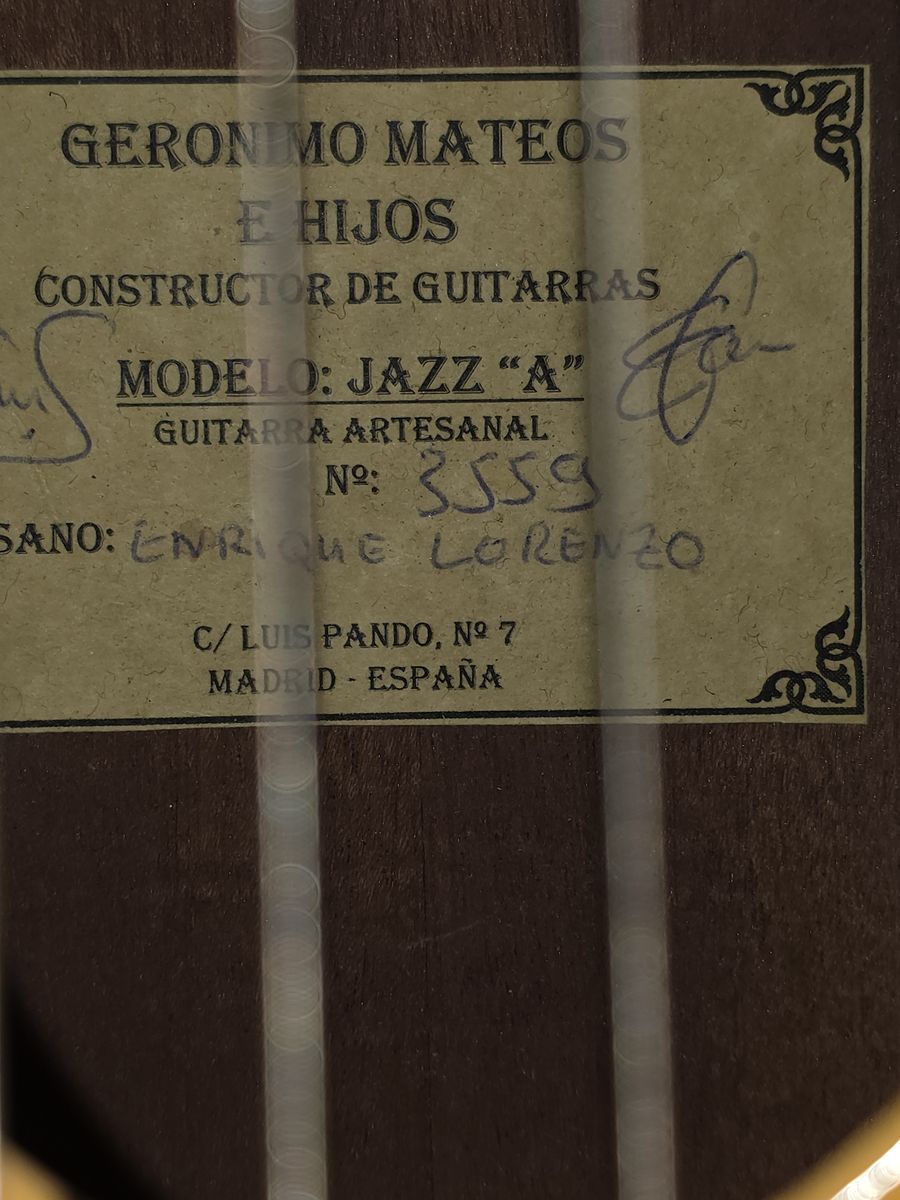 GERONIMO MATEOS
E HIJOS
CONSTRUCTOR DE GUITARRAS
MODELO: JAZZ “A”
GUITARRA ARTESANAL
Nº: 3559
SANO: ENRIQUE LORENZO
C/ LUIS PANDO, Nº 7
MADRID - ESPAÑA